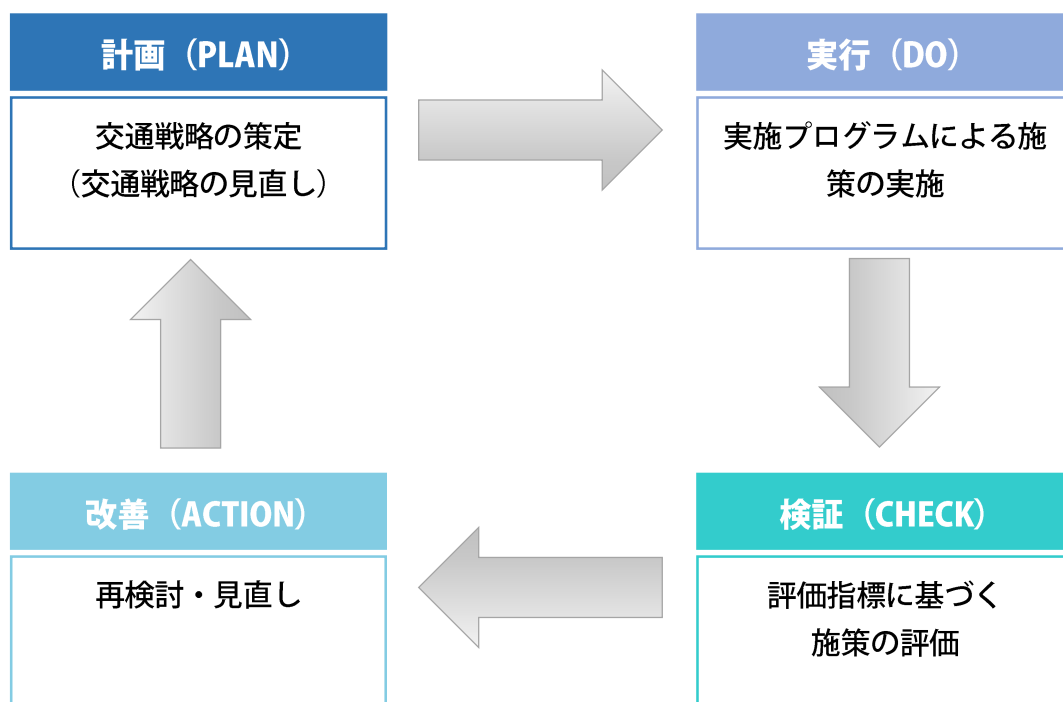 計画（PLAN）
交通戦略の策定
（交通戦略の見直し）
実行（DO）
実施プログラムによる施
策の実施
改善（ACTION）
再検討・見直し
検証（CHECK）
評価指標に基づく
施策の評価